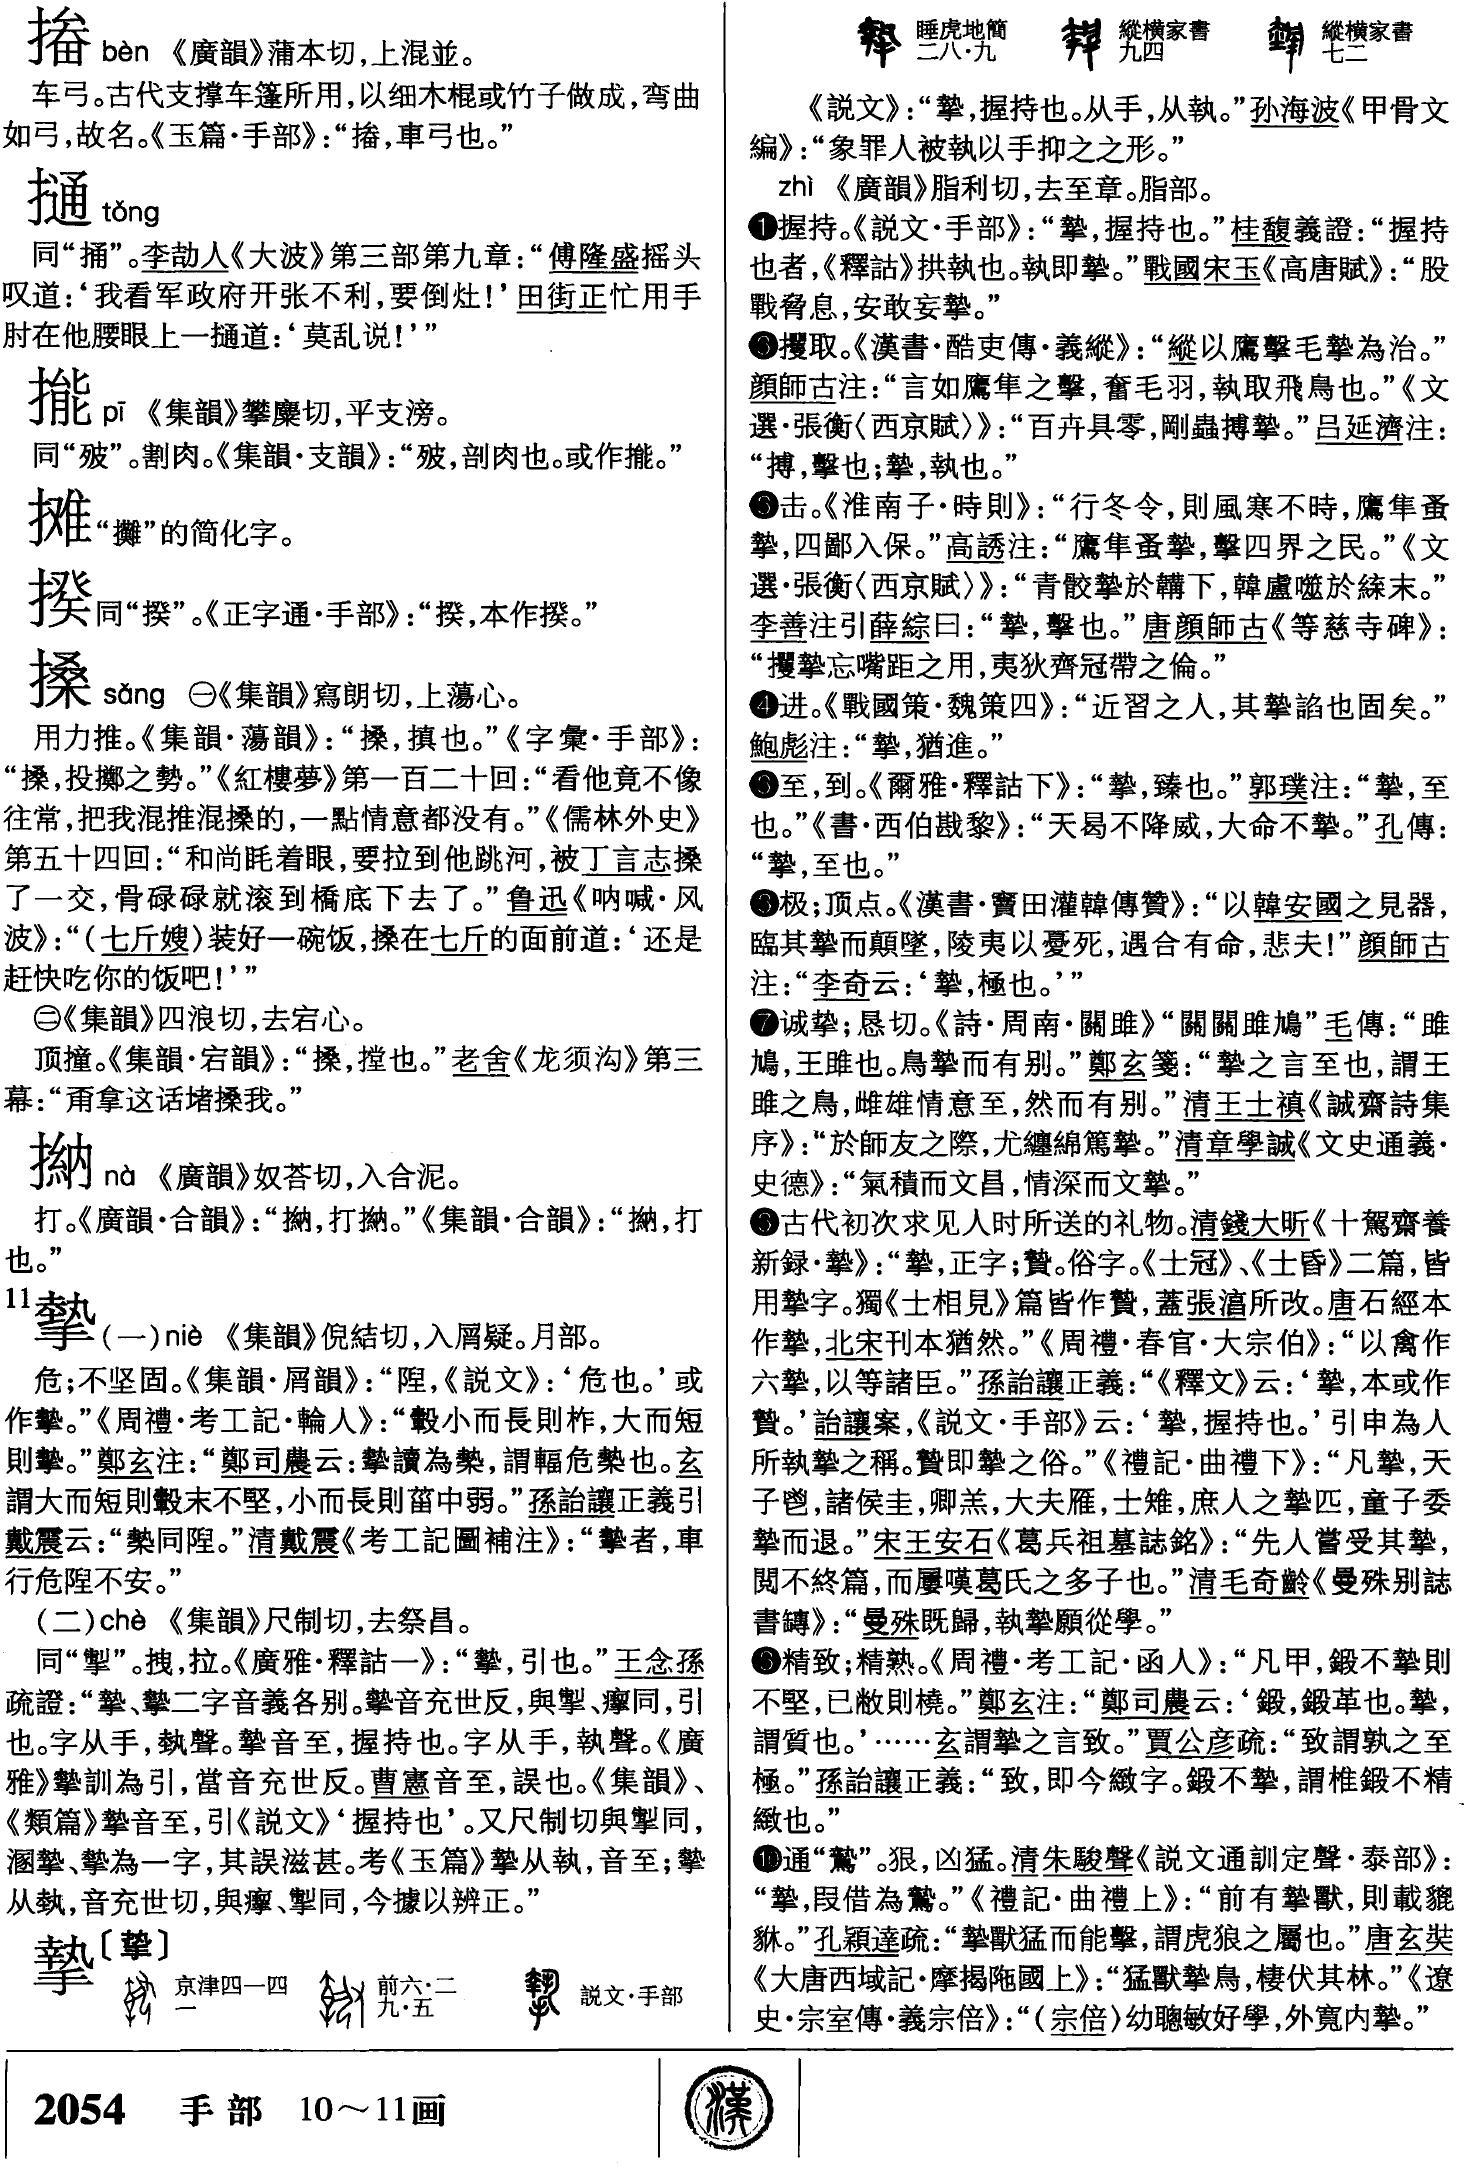 bèn 《廣韻》蒲本切，上混並。
车弓。古代支撑车篷所用，以细木棍或竹子做成，弯曲
如弓，故名。《玉篇·手部》：“㨧，車弓也。”
樋 tǒng
同“捅”。李劼人《大波》第三部第九章：“傅隆盛摇头
叹道：‘我看军政府开张不利，要倒灶！’田街正忙用手
肘在他腰眼上一㨘道：‘莫乱说！’”
pī 《集韻》攀麋切，平支滂。
同“㱟”。割肉。《集韻·支韻》：“㱟，剖肉也。或作㨢。”
摊“攤”的简化字。
同“揆”。《正字通·手部》：“揆，本作㨒。”
搡 sǎng ㊀《集韻》寫朗切，上蕩心。
用力推。《集韻·蕩韻》：“搡，搷也。”《字彙·手部》：
“搡，投擲之勢。”《紅樓夢》第一百二十回：“看他竟不像
往常，把我混推混搡的，一點情意都没有。”《儒林外史》
第五十四回：“和尚眊着眼，要拉到他跳河，被丁言志搡
了一交，骨碌碌就滚到橋底下去了。”鲁迅《呐喊·风
波》：“（七斤嫂）装好一碗饭，搡在七斤的面前道：‘还是
赶快吃你的饭吧！’”
㊁《集韻》四浪切，去宕心。
顶撞。《集韻·宕韻》：“搡，摚也。”老舍《龙须沟》第三
幕：“甭拿这话堵搡我。”
㨥 nà 《廣韻》奴荅切，入合泥。
打。《廣韻·合韻》：“㨥，打㨥。”《集韻·合韻》：“㨥，打
也。”
11
摰（一）niè 《集韻》倪結切，入屑疑。月部。
危；不坚固。《集韻·屑韻》：“隉，《説文》：‘危也。’或
作摰。”《周禮·考工記·輪人》：“轂小而長則柞，大而短
則摰。”鄭玄注：“鄭司農云：摰讀為槷，謂輻危槷也。玄
謂大而短則轂末不堅，小而長則菑中弱。”孫詒讓正義引
戴震云：“槷同隉。”清戴震《考工記圖補注》：“摰者，車
行危隉不安。”
（二）chè 《集韻》尺制切，去祭昌。
同“掣”。拽，拉。《廣雅·釋詁一》：“摰，引也。”王念孫
疏證：“摰、摯二字音義各别。摰音充世反，與掣、㿓同，引
也。字从手，埶聲。摯音至，握持也。字从手，執聲。《廣
雅》摰訓為引，當音充世反。曹憲音至，誤也。《集韻》、
《類篇》摯音至，引《説文》‘握持也’。又尺制切與掣同，
溷摯、摰為一字，其誤滋甚。考《玉篇》摯从執，音至；摰
从埶，音充世切，與㿓、掣同，今據以辨正。”
摯〔挚〕
京津四一四一 前六·二九·五 説文·手部
睡虎地簡二八·九 縱横家書九四 縱横家書七二
《説文》：“摯，握持也。从手，从執。”孙海波《甲骨文
編》：“象罪人被執以手抑之之形。”
zhì 《廣韻》脂利切，去至章。脂部。
❶握持。《説文·手部》：“摯，握持也。”桂馥義證：“握持
也者，《釋詁》拱執也。執即摯。”戰國宋玉《高唐賦》：“股
戰脅息，安敢妄摯。”
❷攫取。《漢書·酷吏傳·義縱》：“縱以鷹擊毛摯為治。”
顔師古注：“言如鷹隼之擊，奮毛羽，執取飛鳥也。”《文
選·張衡〈西京賦〉》：“百卉具零，剛蟲搏摯。”吕延濟注：
“搏，擊也；摯，執也。”
❸击。《淮南子·時則》：“行冬令，則風寒不時，鷹隼蚤
摯，四鄙入保。”高誘注：“鷹隼蚤摯，擊四界之民。”《文
選·張衡〈西京賦〉》：“青骹摯於韝下，韓盧噬於緤末。”
李善注引薛綜曰：“摯，擊也。”唐顔師古《等慈寺碑》：
“攫摯忘嘴距之用，夷狄齊冠帶之倫。”
❹进。《戰國策·魏策四》：“近習之人，其摯諂也固矣。”
鮑彪注：“摯，猶進。”
❺至，到。《爾雅·釋詁下》：“摯，臻也。”郭璞注：“摯，至
也。”《書·西伯戡黎》：“天曷不降威，大命不摯。”孔傳：
“摯，至也。”
❻极；顶点。《漢書·竇田灌韓傳贊》：“以韓安國之見器，
臨其摯而顛墜，陵夷以憂死，遇合有命，悲夫！”顔師古
注：“李奇云：‘摯，極也。’”
❼诚挚；恳切。《詩·周南·關雎》“關關雎鳩”毛傳：“雎
鳩，王雎也。鳥摯而有别。”鄭玄箋：“摯之言至也，謂王
雎之鳥，雌雄情意至，然而有别。”清王士禛《誠齋詩集
序》：“於師友之際，尤纏綿篤摯。”清章學誠《文史通義·
史德》：“氣積而文昌，情深而文摯。”
❽古代初次求见人时所送的礼物。清錢大昕《十駕齋養
新録·摯》：“摯，正字；贄。俗字。《士冠》、《士昏》二篇，皆
用摯字。獨《士相見》篇皆作贄，蓋張淳所改。唐石經本
作摯，北宋刊本猶然。”《周禮·春官·大宗伯》：“以禽作
六摯，以等諸臣。”孫詒讓正義：“《釋文》云：‘摯，本或作
贄。’詒讓案，《説文·手部》云：‘摯，握持也。’引申為人
所執摯之稱。贄即摯之俗。”《禮記·曲禮下》：“凡摯，天
子鬯，諸侯圭，卿羔，大夫雁，士雉，庶人之摯匹，童子委
摯而退。”宋王安石《葛兵祖墓誌銘》：“先人嘗受其摯，
閲不終篇，而屢嘆葛氏之多子也。”清毛奇齡《曼殊别誌
書𨫼》：“曼殊既歸，執摯願從學。”
❾精致；精熟。《周禮·考工記·函人》：“凡甲，鍛不摯則
不堅，已敝則橈。”鄭玄注：“鄭司農云：‘鍛，鍛革也。摯，
謂質也。’……玄謂摯之言致。”賈公彦疏：“致謂孰之至
極。”孫詒讓正義：“致，即今緻字。鍛不摯，謂椎鍛不精
緻也。”
❿通“鷙”。狠，凶猛。清朱駿聲《説文通訓定聲·泰部》：
“摯，叚借為鷙。”《禮記·曲禮上》：“前有摯獸，則載貔
貅。”孔穎達疏：“摯獸猛而能擊，謂虎狼之屬也。”唐玄奘
《大唐西域記·摩揭陁國上》：“猛獸摯鳥，棲伏其林。”《遼
史·宗室傳·義宗倍》：“（宗倍）幼聰敏好學，外寬内摯。”
2054 手部 10～11画
漢